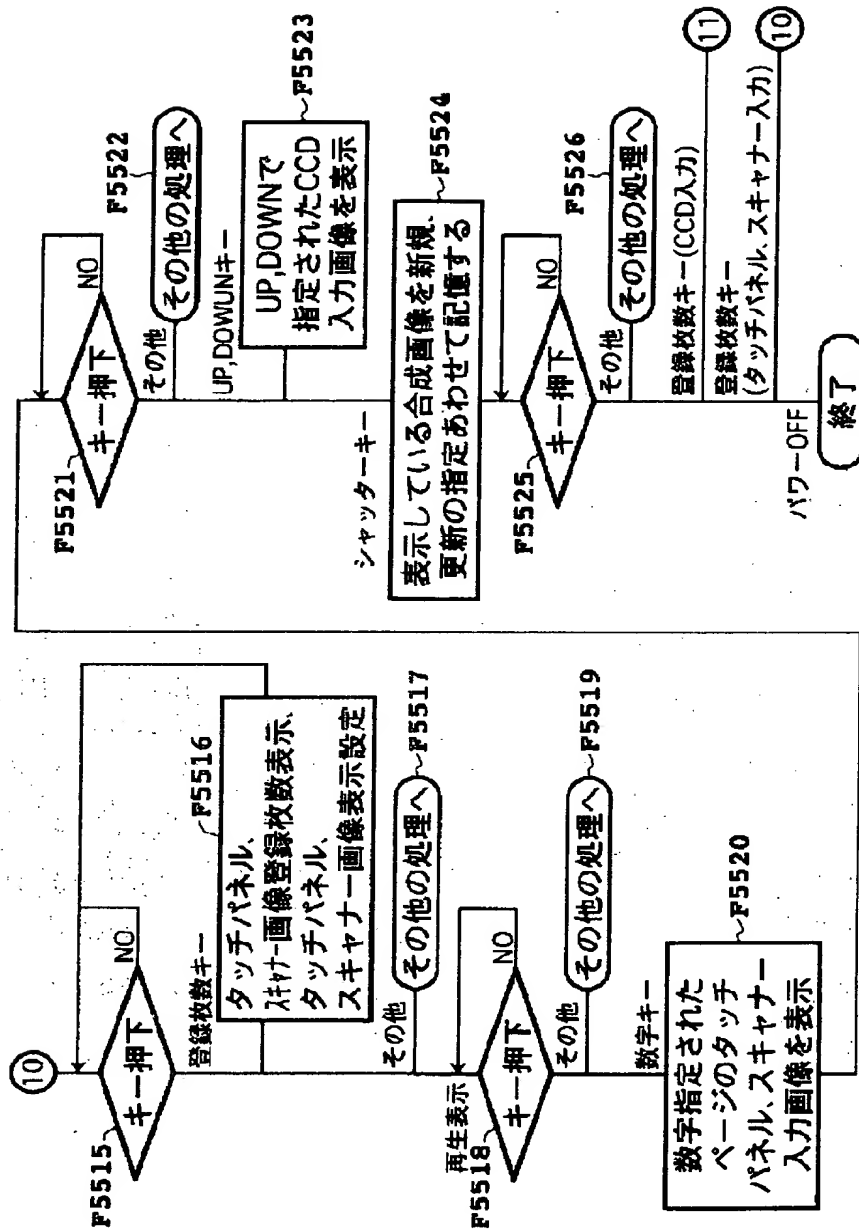 10
F5515
キー押下
NO
登録枚数キー
F5516
タッチパネル、
スキャナー画像登録枚数表示、
タッチパネル、
スキャナー画像表示設定
その他
F5517
その他の処理へ
再生表示
F5518
キー押下
NO
その他
F5519
その他の処理へ
数字キー
F5520
数字指定された
ページのタッチ
パネル、スキャナー
入力画像を表示
F5521
キー押下
NO
その他
F5522
その他の処理へ
UP,DOWUNキー
F5523
UP,DOWNで
指定されたCCD
入力画像を表示
シャッターキー
F5524
表示している合成画像を新規、
更新の指定あわせて記憶する
F5525
キー押下
NO
その他
F5526
その他の処理へ
登録枚数キー(CCD入力)
11
登録枚数キー
(タッチパネル、スキャナー入力)
10
パワーOFF
終了